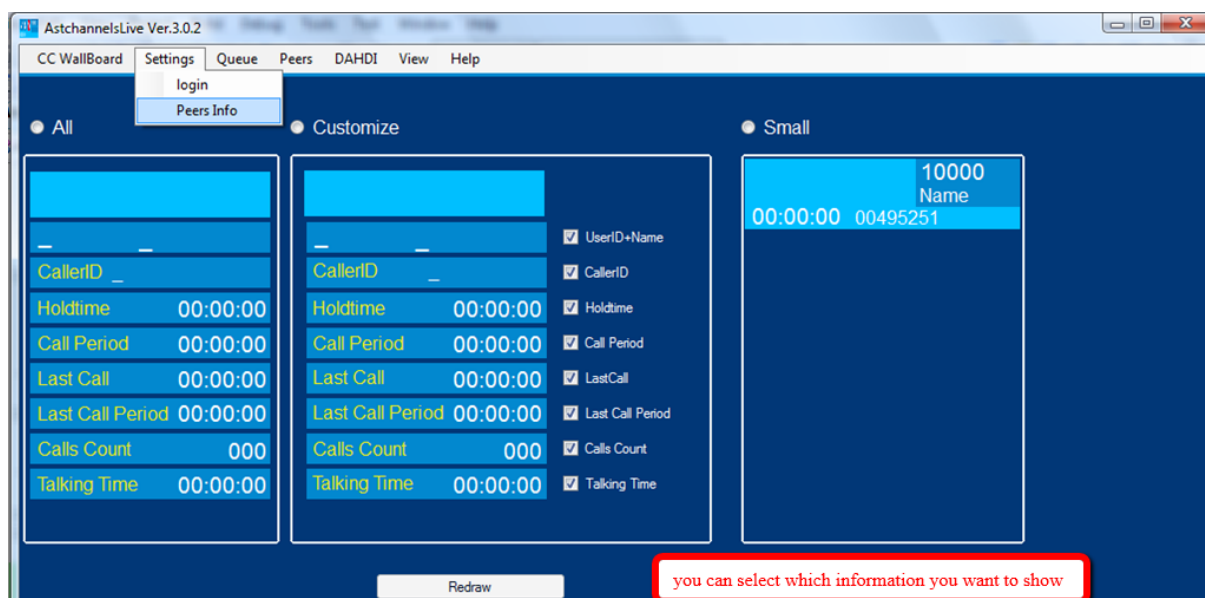 AstchannelsLive Ver.3.0.2
CC WallBoard Settings Queue Peers DAHDI View Help
login
Peers Info
All
Customize
Small
10000
Name
00:00:00 00495251
_ _
CallerID _
Holdtime 00:00:00
Call Period 00:00:00
Last Call 00:00:00
Last Call Period 00:00:00
Calls Count 000
Talking Time 00:00:00
_ _
UserID+Name
CallerID _
CallerID
Holdtime 00:00:00
Holdtime
Call Period 00:00:00
Call Period
Last Call 00:00:00
LastCall
Last Call Period 00:00:00
Last Call Period
Calls Count 000
Calls Count
Talking Time 00:00:00
Talking Time
Redraw
you can select which information you want to show